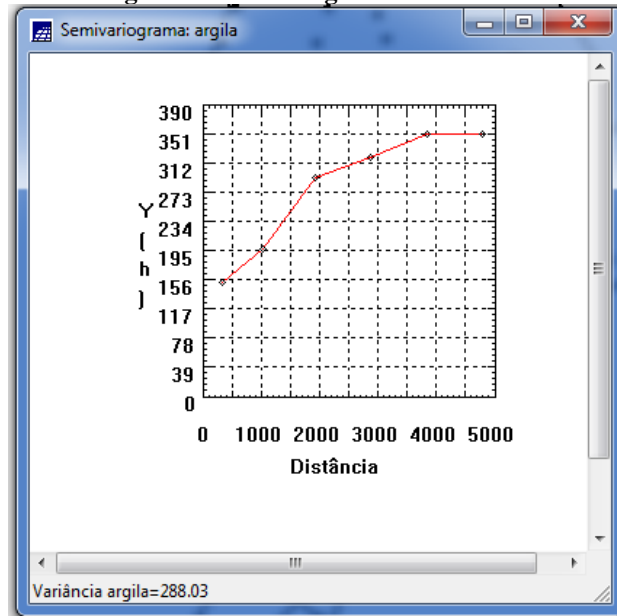 Semivariograma: argila
390
351
312
273
234
195
156
117
78
39
0
Y(h)
0 1000 2000 3000 4000 5000
Distância
Variância argila=288.03